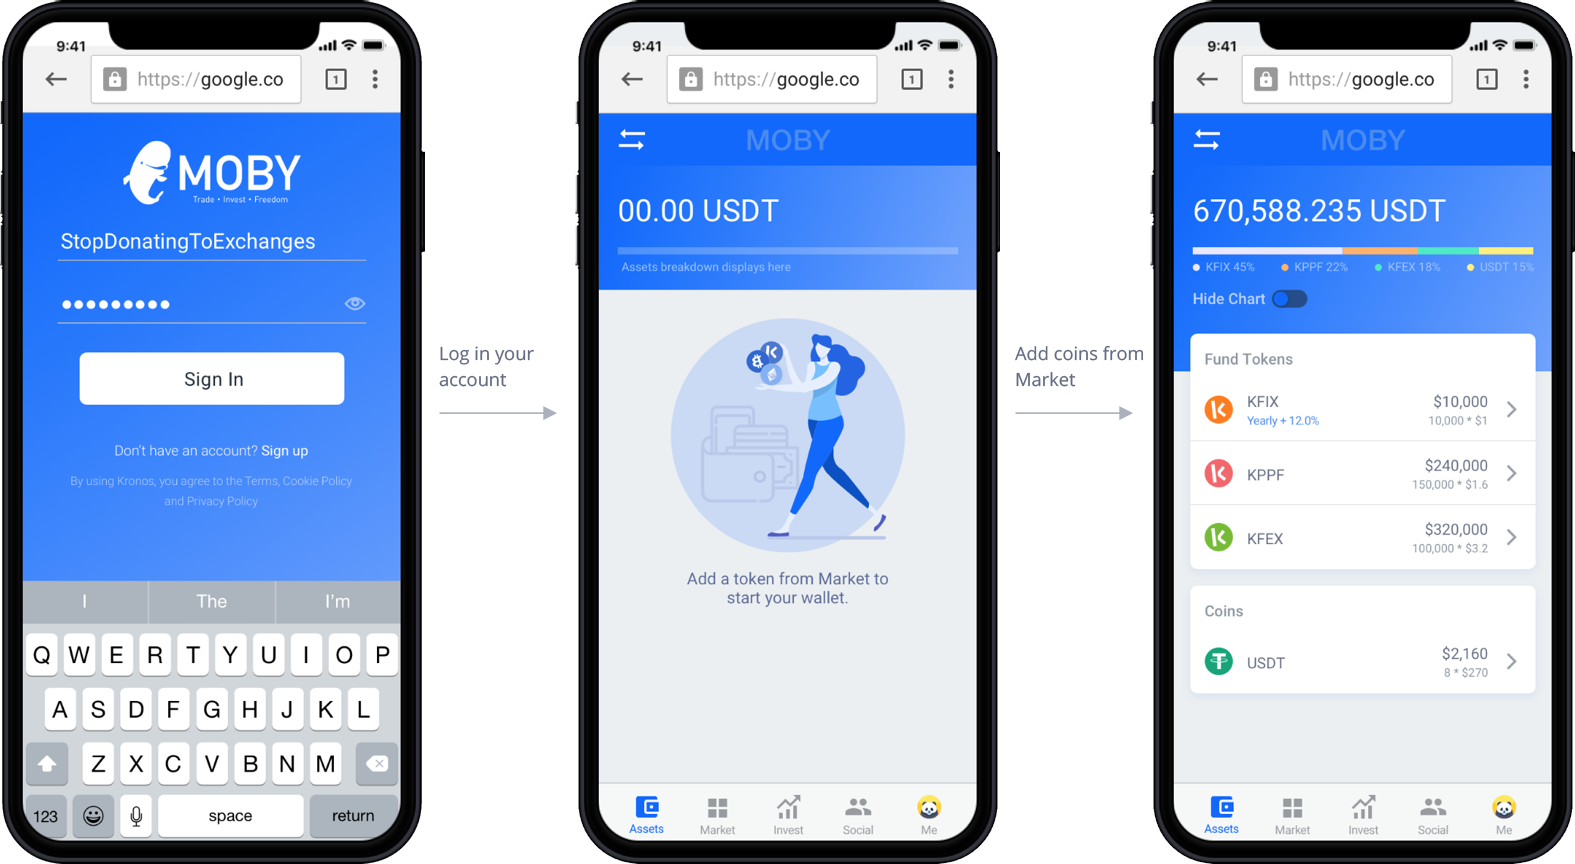 9:41
https://google.co
1
MOBY
Trade • Invest • Freedom
StopDonatingToExchanges
Sign In
Don't have an account? Sign up
By using Kronos, you agree to the Terms, Cookie Policy
and Privacy Policy
I The I'm
Q W E R T Y U I O P
A S D F G H J K L
Z X C V B N M
123 space return
Log in your
account
9:41
https://google.co
1
MOBY
00.00 USDT
Assets breakdown displays here
Add a token from Market to
start your wallet.
Assets Market Invest Social Me
Add coins from
Market
9:41
https://google.co
1
MOBY
670,588.235 USDT
KFIX 45% KPPF 22% KFEX 18% USDT 15%
Hide Chart
Fund Tokens
KFIX $10,000
Yearly + 12.0% 10,000 * $1
KPPF $240,000
150,000 * $1.6
KFEX $320,000
100,000 * $3.2
Coins
USDT $2,160
8 * $270
Assets Market Invest Social Me